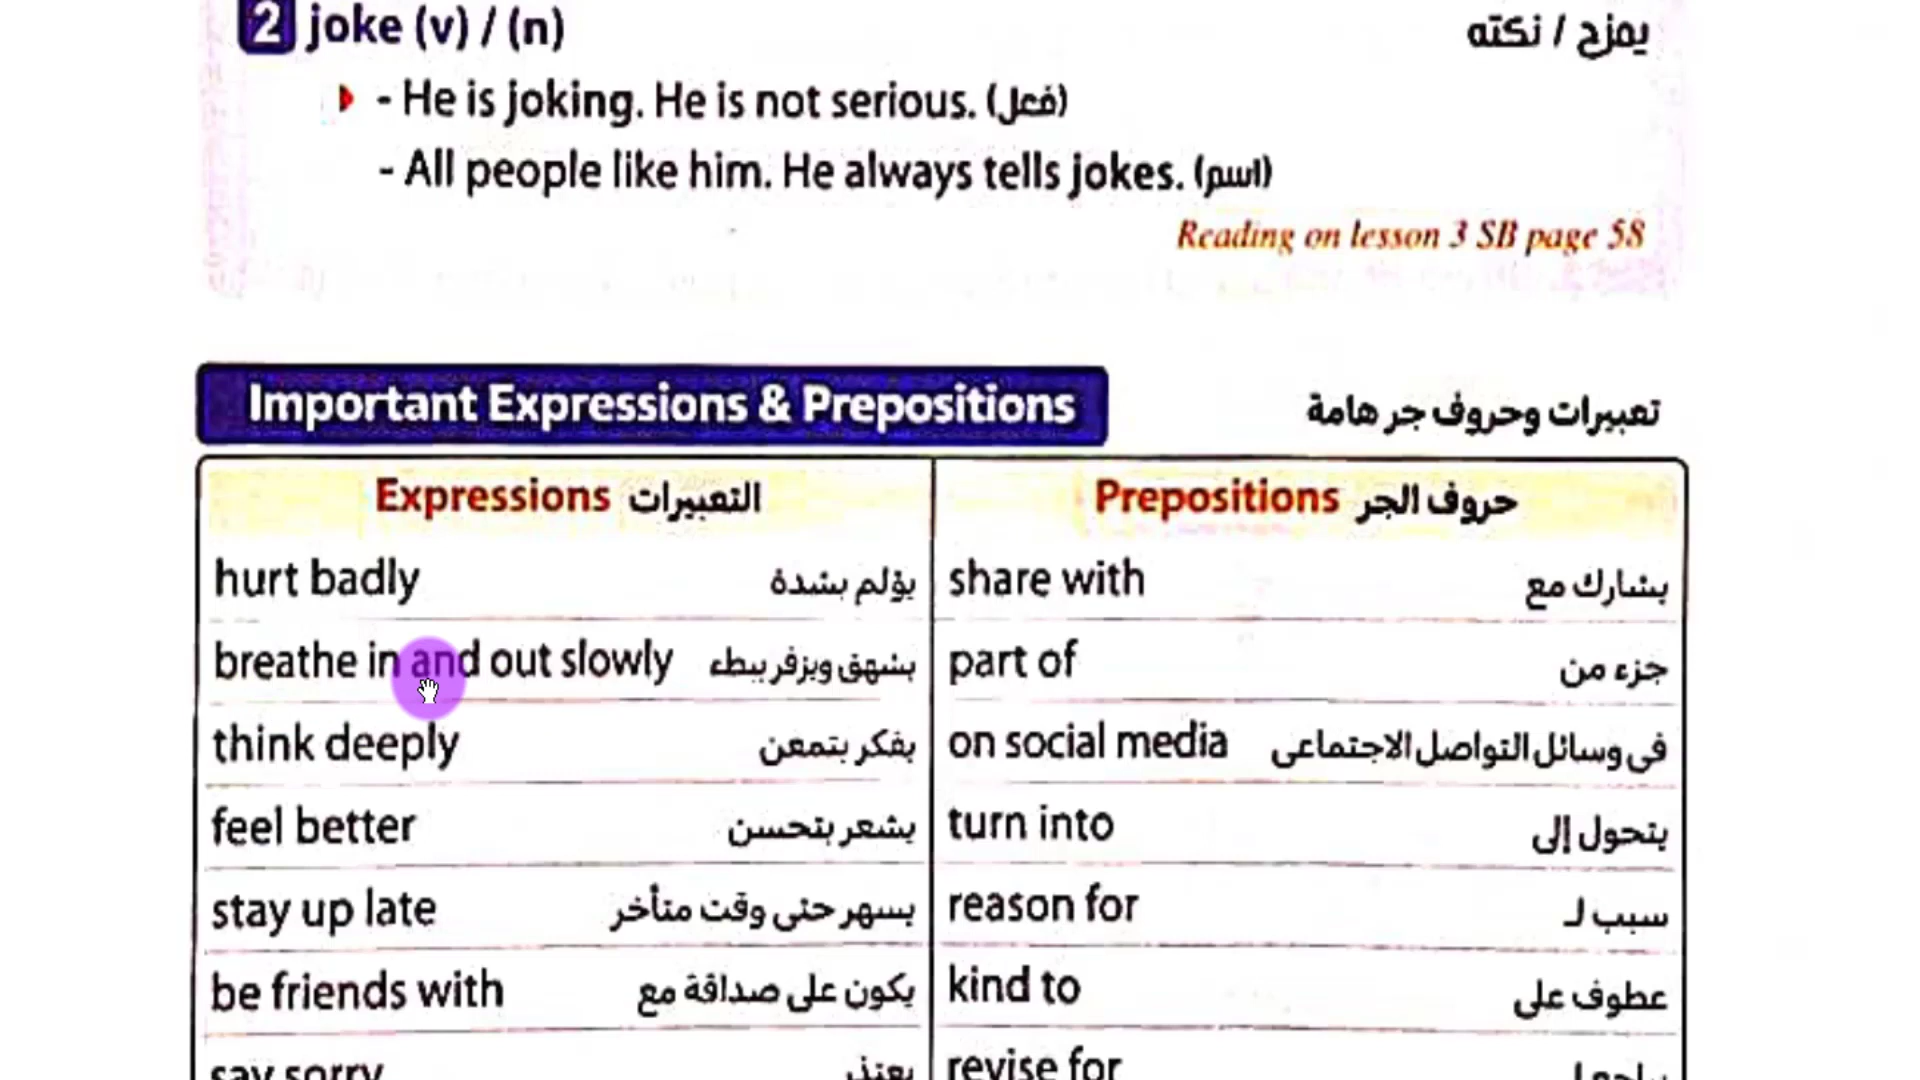 2 joke (v) / (n) يمزح / نكته
- He is joking. He is not serious. (فعل)
- All people like him. He always tells jokes. (اسم)
Reading on lesson 3 SB page 58
Important Expressions & Prepositions تعبيرات وحروف جر هامة
Expressions التعبيرات Prepositions حروف الجر
hurt badly يؤلم بشدة share with يشارك مع
breathe in and out slowly يشهق ويزفر ببطء part of جزء من
think deeply يفكر بتمعن on social media فى وسائل التواصل الاجتماعى
feel better يشعر بتحسن turn into يتحول إلى
stay up late يسهر حتى وقت متأخر reason for سبب لـ
be friends with يكون على صداقة مع kind to عطوف على
say sorry يعتذر revise for